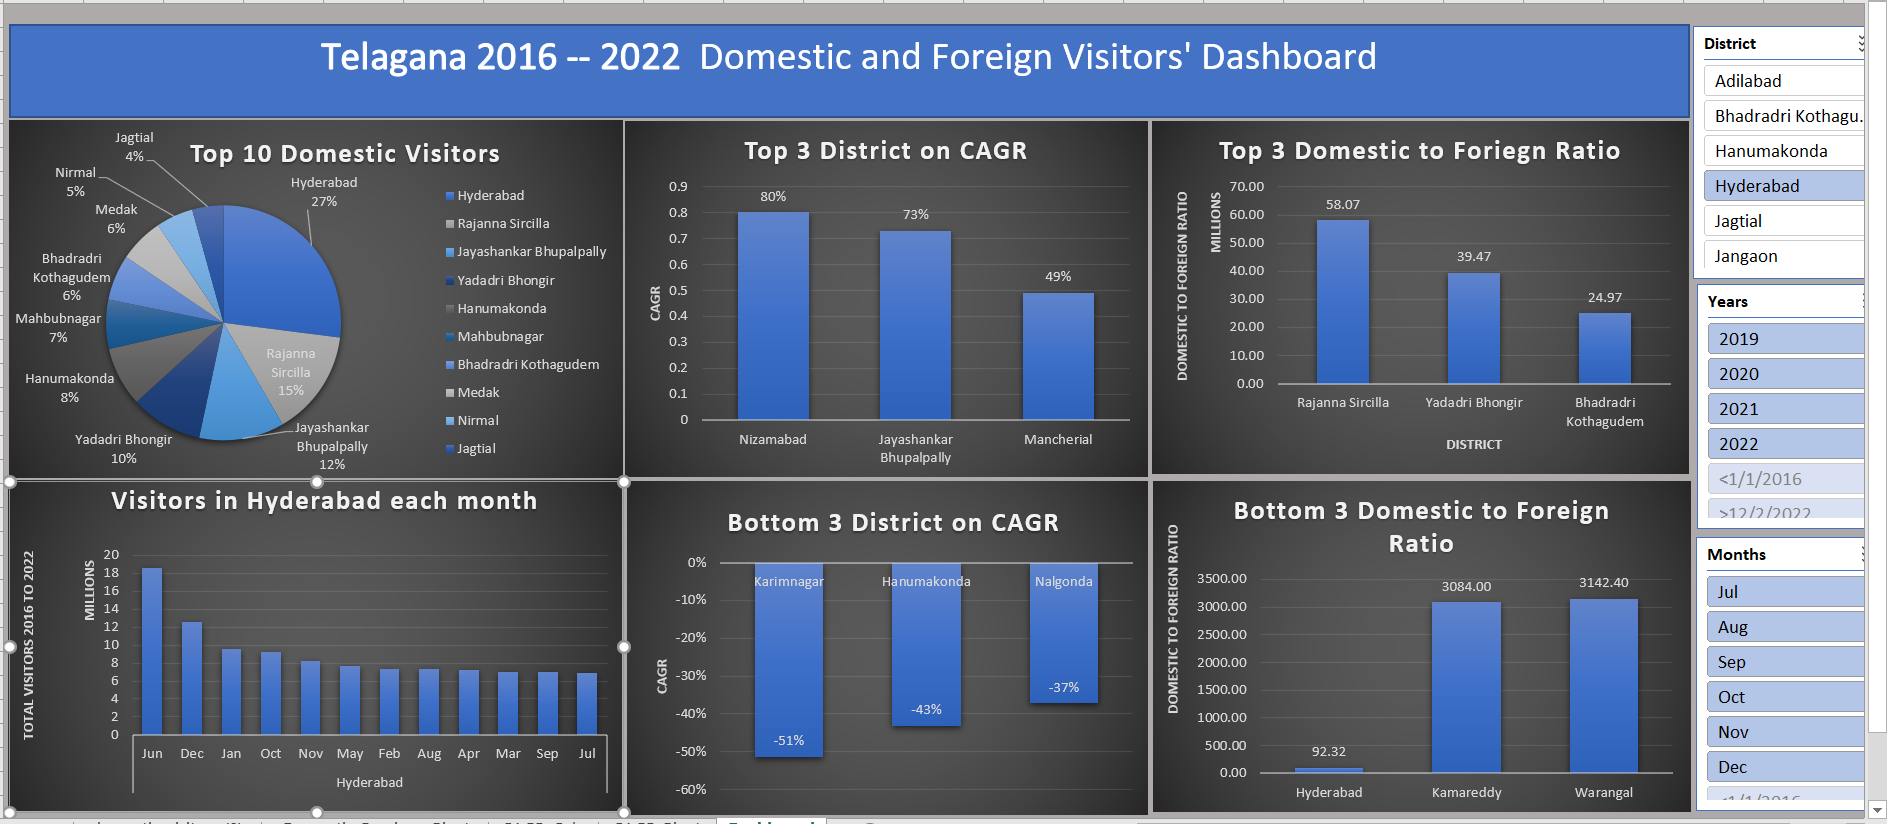 Telagana 2016 -- 2022  Domestic and Foreign Visitors' Dashboard
Top 10 Domestic Visitors
Jagtial
4%
Nirmal
5%
Medak
6%
Bhadradri
Kothagudem
6%
Mahbubnagar
7%
Hanumakonda
8%
Yadadri Bhongir
10%
Jayashankar
Bhupalpally
12%
Rajanna
Sircilla
15%
Hyderabad
27%
Hyderabad
Rajanna Sircilla
Jayashankar Bhupalpally
Yadadri Bhongir
Hanumakonda
Mahbubnagar
Bhadradri Kothagudem
Medak
Nirmal
Jagtial
Top 3 District on CAGR
CAGR
0.9
0.8
0.7
0.6
0.5
0.4
0.3
0.2
0.1
0
80%
73%
49%
Nizamabad
Jayashankar
Bhupalpally
Mancherial
Top 3 Domestic to Foriegn Ratio
DOMESTIC TO FOREIGN RATIO
MILLIONS
70.00
60.00
50.00
40.00
30.00
20.00
10.00
0.00
58.07
39.47
24.97
Rajanna Sircilla
Yadadri Bhongir
Bhadradri
Kothagudem
DISTRICT
Visitors in Hyderabad each month
TOTAL VISITORS 2016 TO 2022
MILLIONS
20
18
16
14
12
10
8
6
4
2
0
Jun Dec Jan Oct Nov May Feb Aug Apr Mar Sep Jul
Hyderabad
Bottom 3 District on CAGR
CAGR
0%
-10%
-20%
-30%
-40%
-50%
-60%
Karimnagar
Hanumakonda
Nalgonda
-51%
-43%
-37%
Bottom 3 Domestic to Foreign
Ratio
DOMESTIC TO FOREIGN RATIO
3500.00
3000.00
2500.00
2000.00
1500.00
1000.00
500.00
0.00
92.32
3084.00
3142.40
Hyderabad
Kamareddy
Warangal
District
Adilabad
Bhadradri Kothagu.
Hanumakonda
Hyderabad
Jagtial
Jangaon
Years
2019
2020
2021
2022
<1/1/2016
>12/2/2022
Months
Jul
Aug
Sep
Oct
Nov
Dec
<1/1/2016